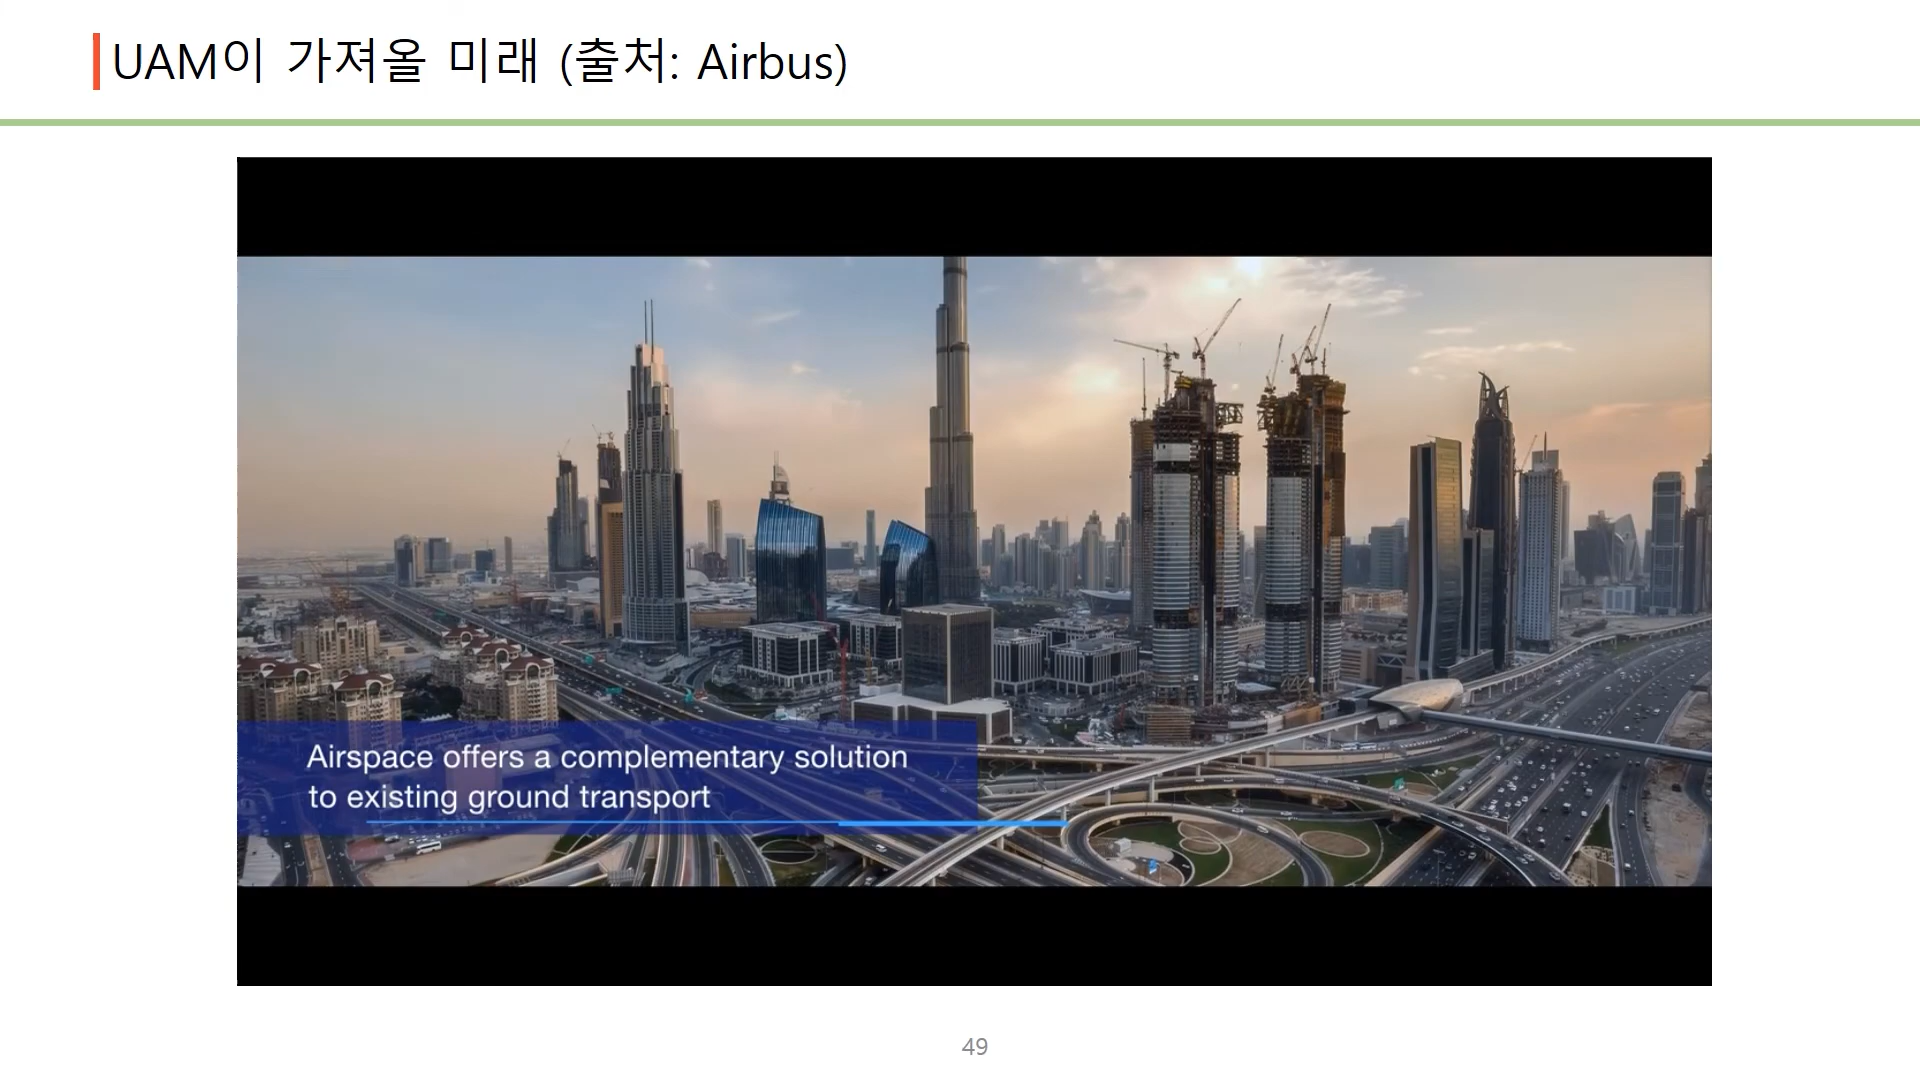 UAM이 가져올 미래 (출처: Airbus)
Airspace offers a complementary solution
to existing ground transport
49